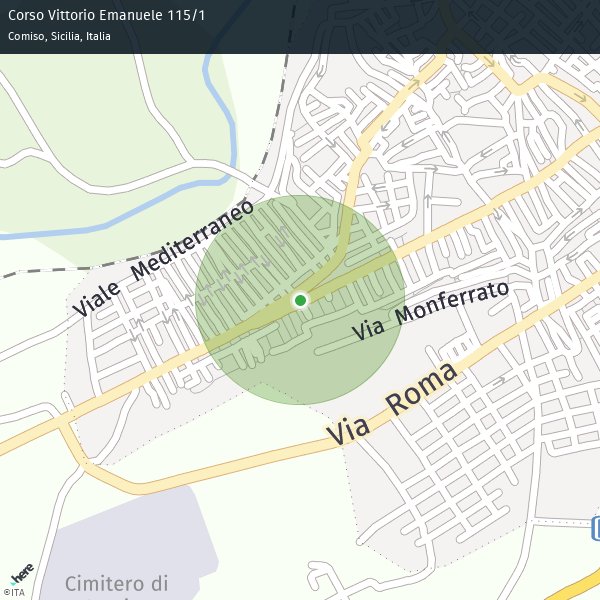 Corso Vittorio Emanuele 115/1
Comiso, Sicilia, Italia
Viale Mediterraneo
Via Monferrato
Via Roma
here
©ITA
Cimitero di